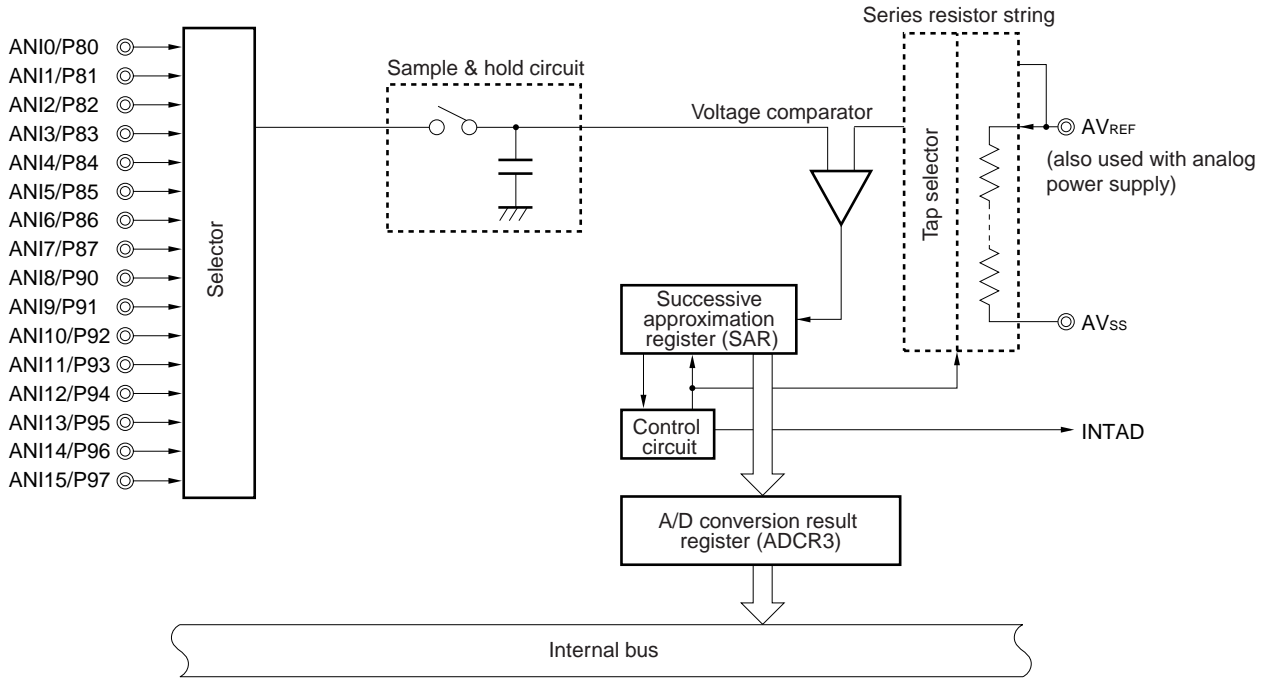 Series resistor string
ANI0/P80
ANI1/P81
ANI2/P82
ANI3/P83
ANI4/P84
ANI5/P85
ANI6/P86
ANI7/P87
ANI8/P90
ANI9/P91
ANI10/P92
ANI11/P93
ANI12/P94
ANI13/P95
ANI14/P96
ANI15/P97
Selector
Sample & hold circuit
Voltage comparator
Tap selector
AVREF
(also used with analog
power supply)
AVSS
Successive
approximation
register (SAR)
Control
circuit
INTAD
A/D conversion result
register (ADCR3)
Internal bus